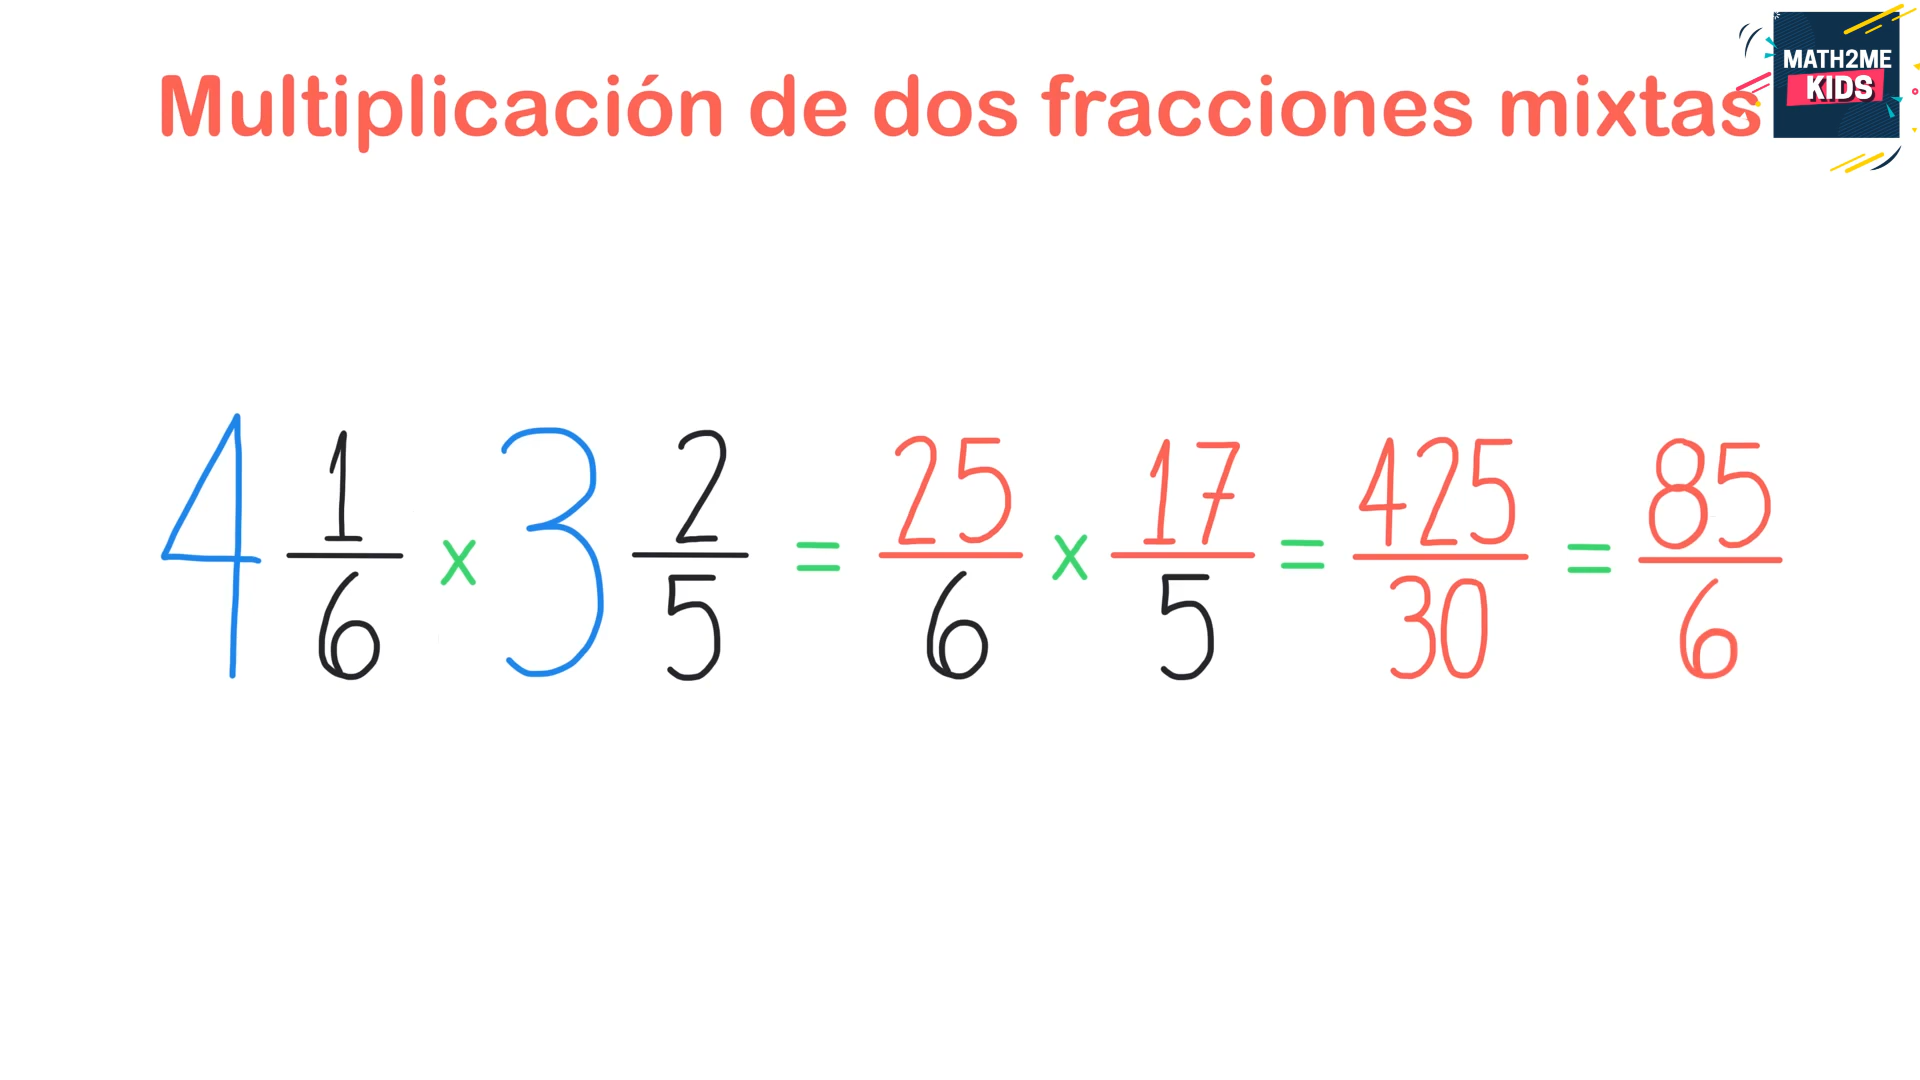 Multiplicación de dos fracciones mixtas
MATH2ME
KIDS
4 1/6 x 3 2/5 = 25/6 x 17/5 = 425/30 = 85/6